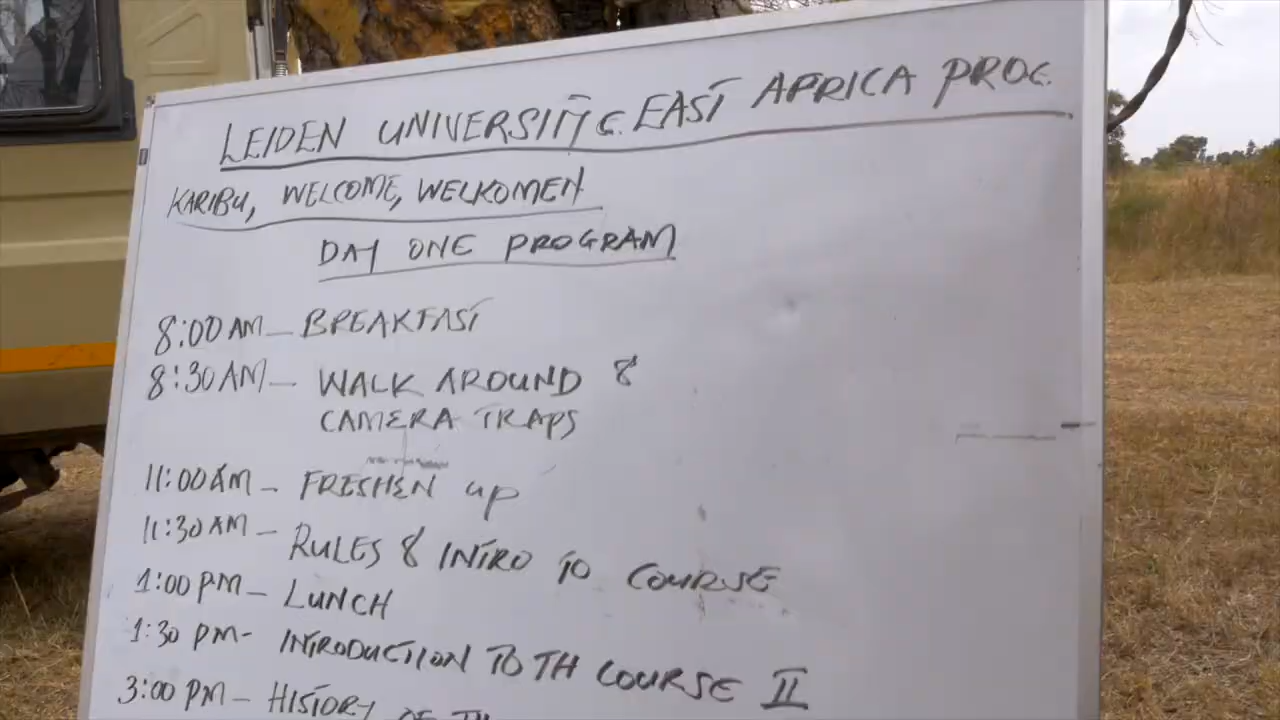 LEIDEN UNIVERSITY C. EAST AFRICA PROG.
KARIBU, WELCOME, WELKOMEN
DAY ONE PROGRAM
8:00 AM - BREAKFAST
8:30 AM - WALK AROUND &
CAMERA TRAPS
11:00 AM - FRESHEN up
11:30 AM - RULES & INTRO TO COURSE
1:00 PM - LUNCH
1:30 PM - INTRODUCTION TO TH COURSE II
3:00 PM - HISTORY OF